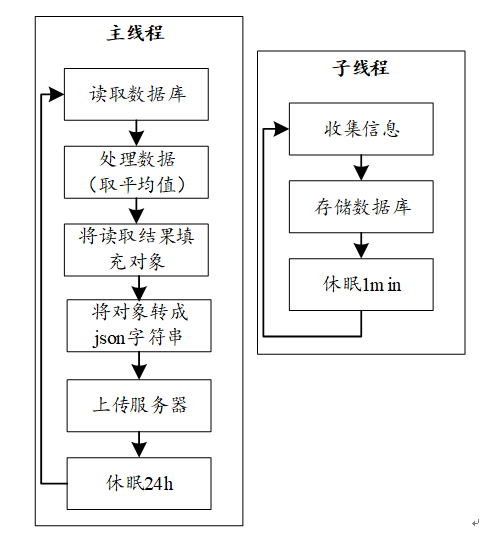 主线程
读取数据库
处理数据
（取平均值）
将读取结果填
充对象
将对象转成
json字符串
上传服务器
休眠24h
子线程
收集信息
存储数据库
休眠1min